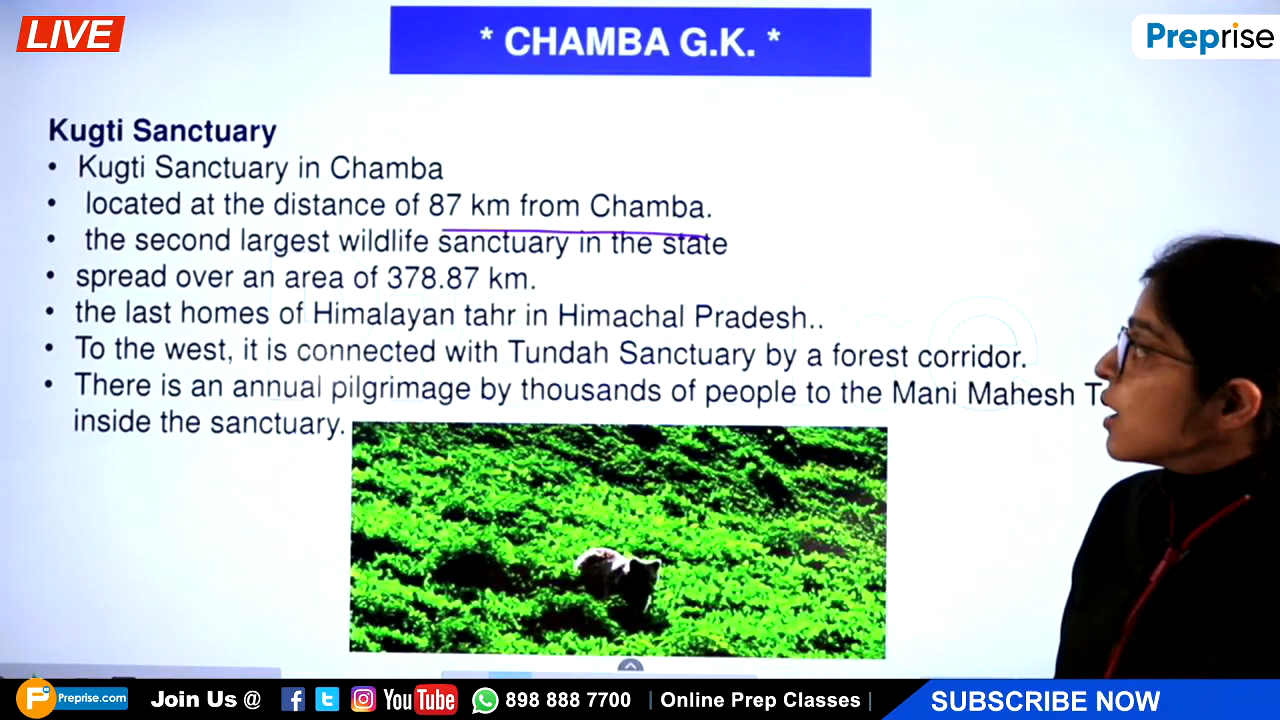 LIVE
* CHAMBA G.K. *
Preprise
Kugti Sanctuary
• Kugti Sanctuary in Chamba
• located at the distance of 87 km from Chamba.
• the second largest wildlife sanctuary in the state
• spread over an area of 378.87 km.
• the last homes of Himalayan tahr in Himachal Pradesh..
• To the west, it is connected with Tundah Sanctuary by a forest corridor.
• There is an annual pilgrimage by thousands of people to the Mani Mahesh
inside the sanctuary.
P Preprise.com Join Us @ f YouTube 898 888 7700 | Online Prep Classes | SUBSCRIBE NOW